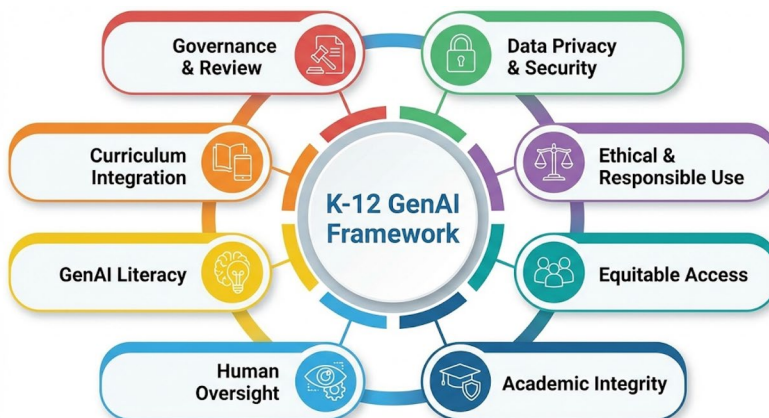 Governance
& Review
Data Privacy
& Security
Curriculum
Integration
Ethical &
Responsible Use
K-12 GenAI
Framework
GenAI Literacy
Equitable Access
Human
Oversight
Academic Integrity